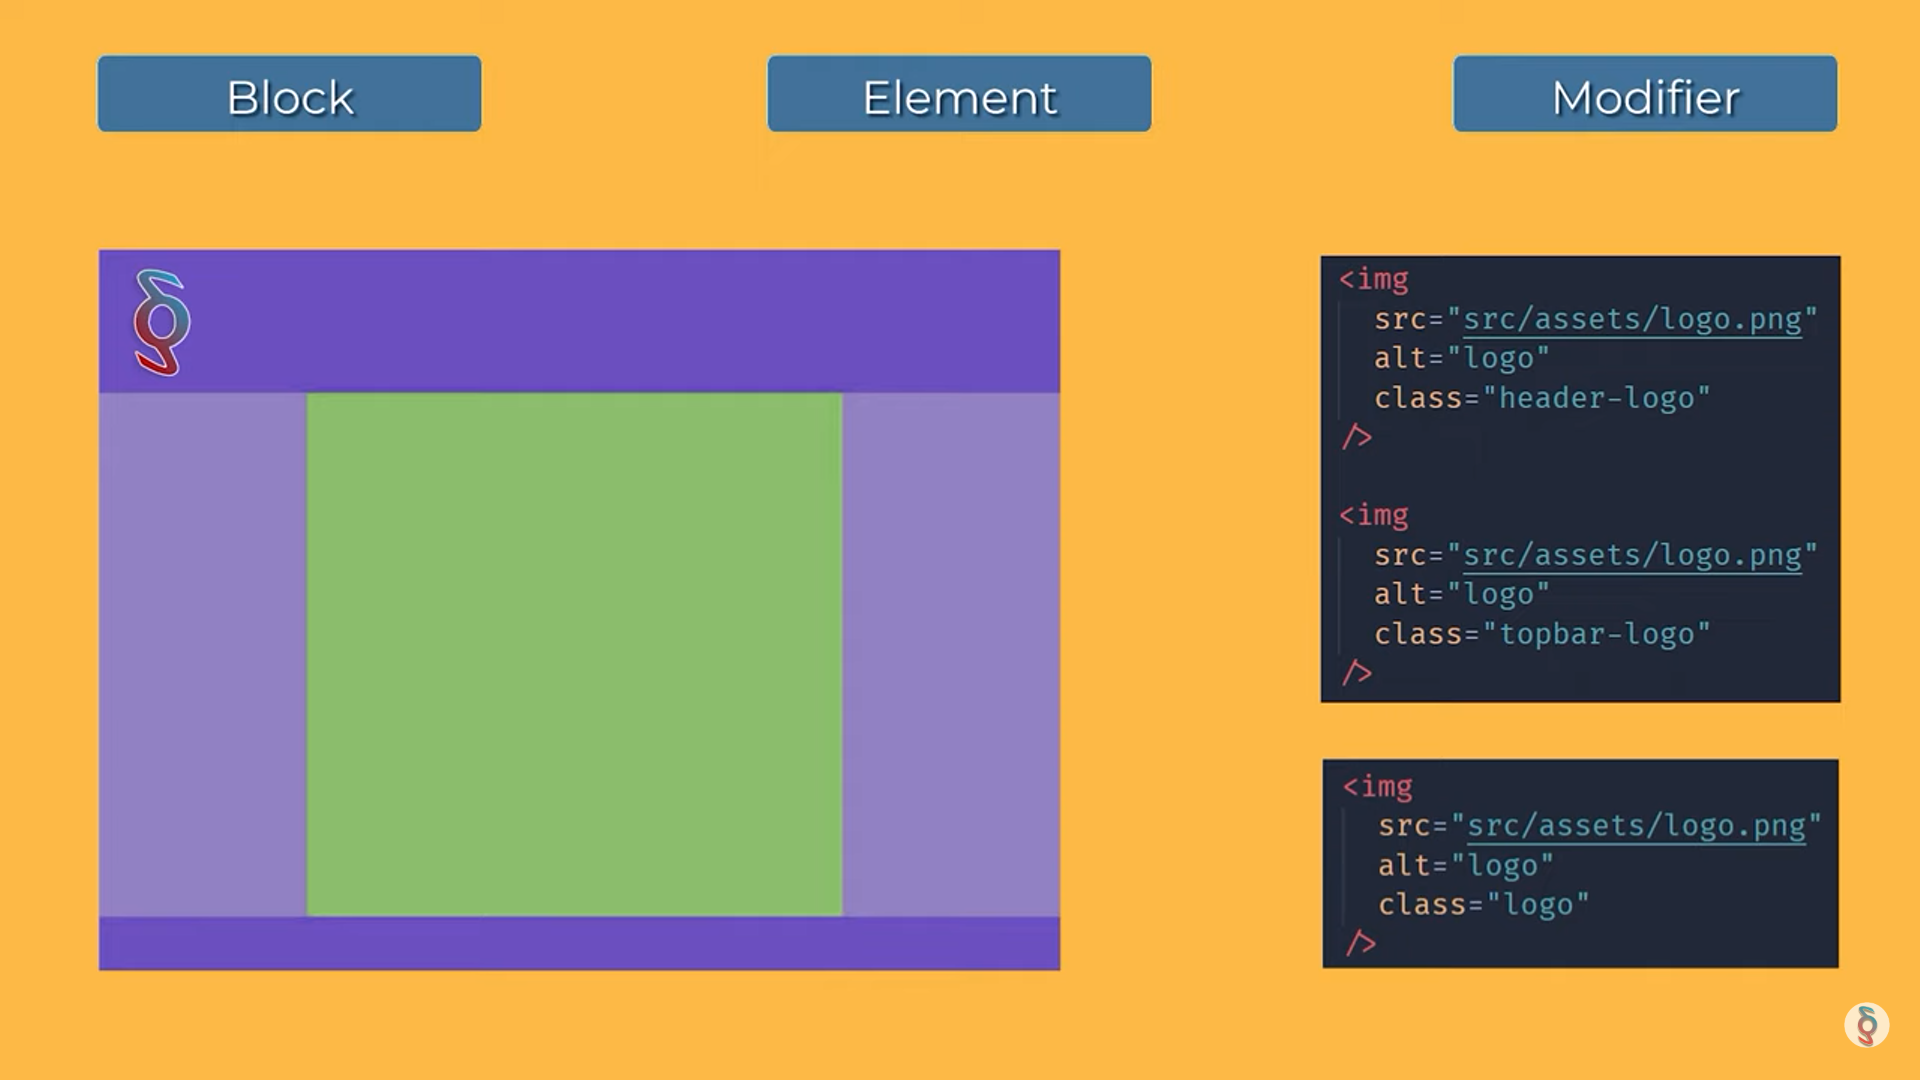 Block
Element
Modifier
<img
src="src/assets/logo.png"
alt="logo"
class="header-logo"
/>
<img
src="src/assets/logo.png"
alt="logo"
class="topbar-logo"
/>
<img
src="src/assets/logo.png"
alt="logo"
class="logo"
/>